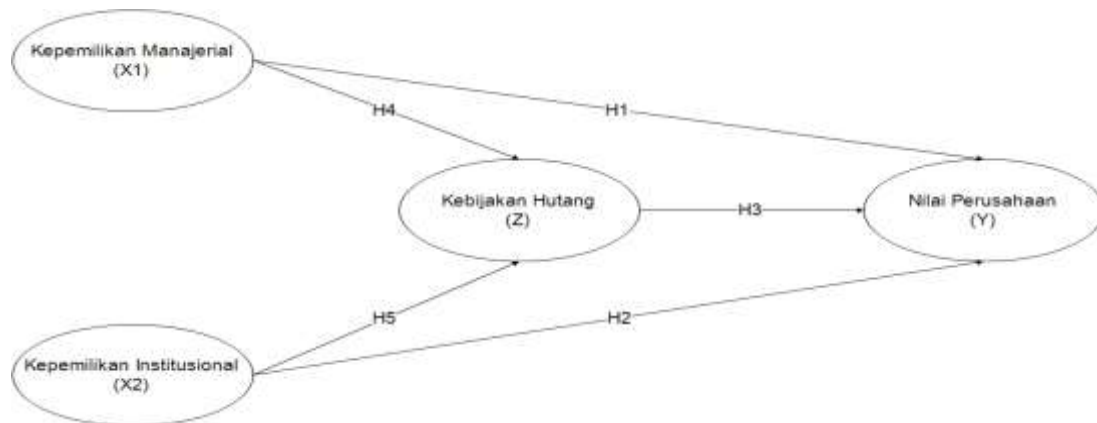 Kepemilikan Manajerial
(X1)
H4
H1
Kebijakan Hutang
(Z)
H3
Nilai Perusahaan
(Y)
H5
H2
Kepemilikan Institusional
(X2)